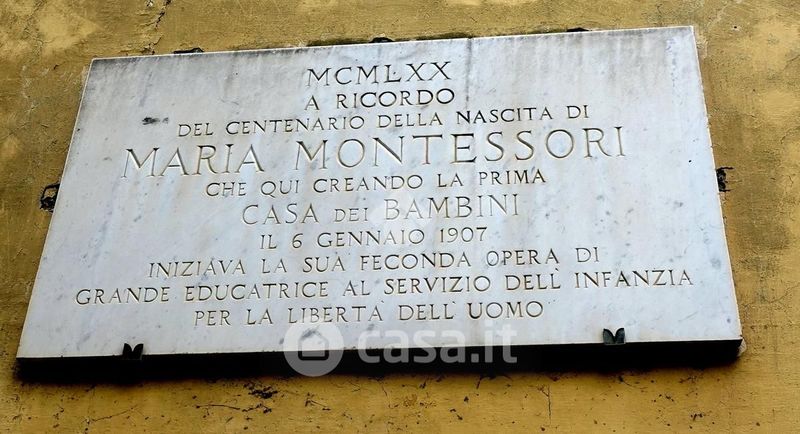 MCMLXX
A RICORDO
DEL CENTENARIO DELLA NASCITA DI
MARIA MONTESSORI
CHE QUI CREANDO LA PRIMA
CASA DEI BAMBINI
IL 6 GENNAIO 1907
INIZIAVA LA SUA FECONDA OPERA DI
GRANDE EDUCATRICE AL SERVIZIO DELL'INFANZIA
PER LA LIBERTÀ DELL'UOMO
casa.it